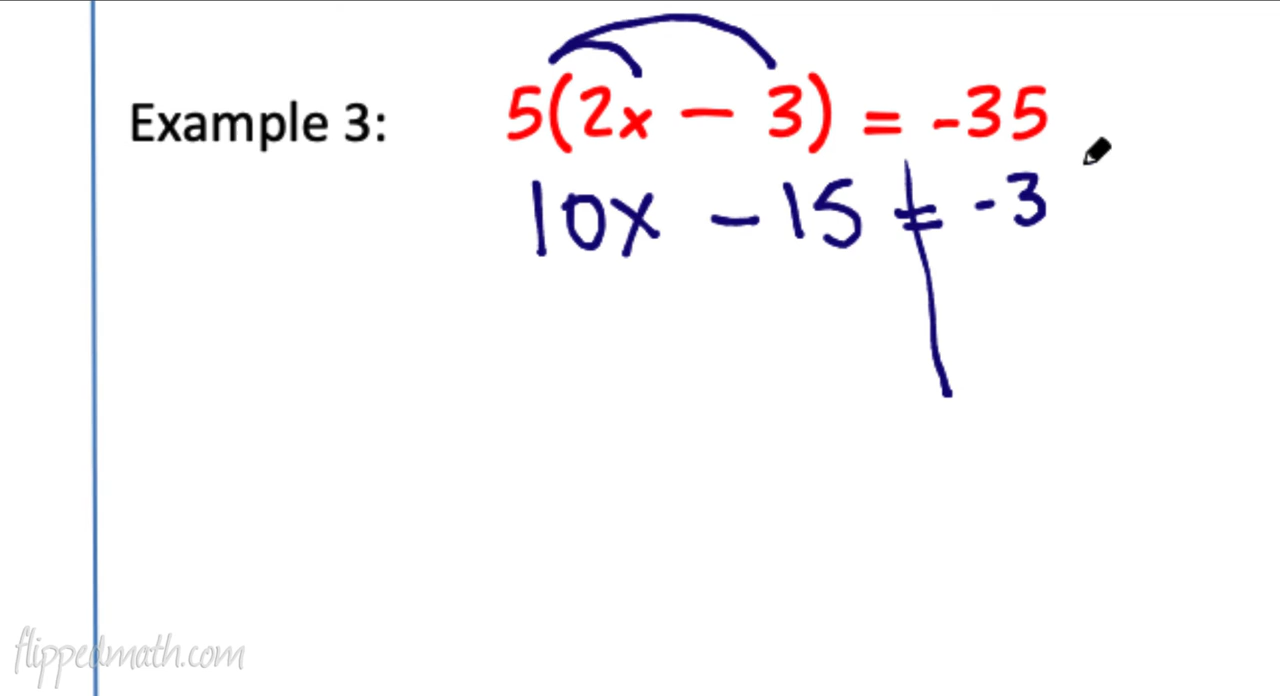 Example 3: 5(2x – 3) = -35
10x – 15 = -3
flippedmath.com